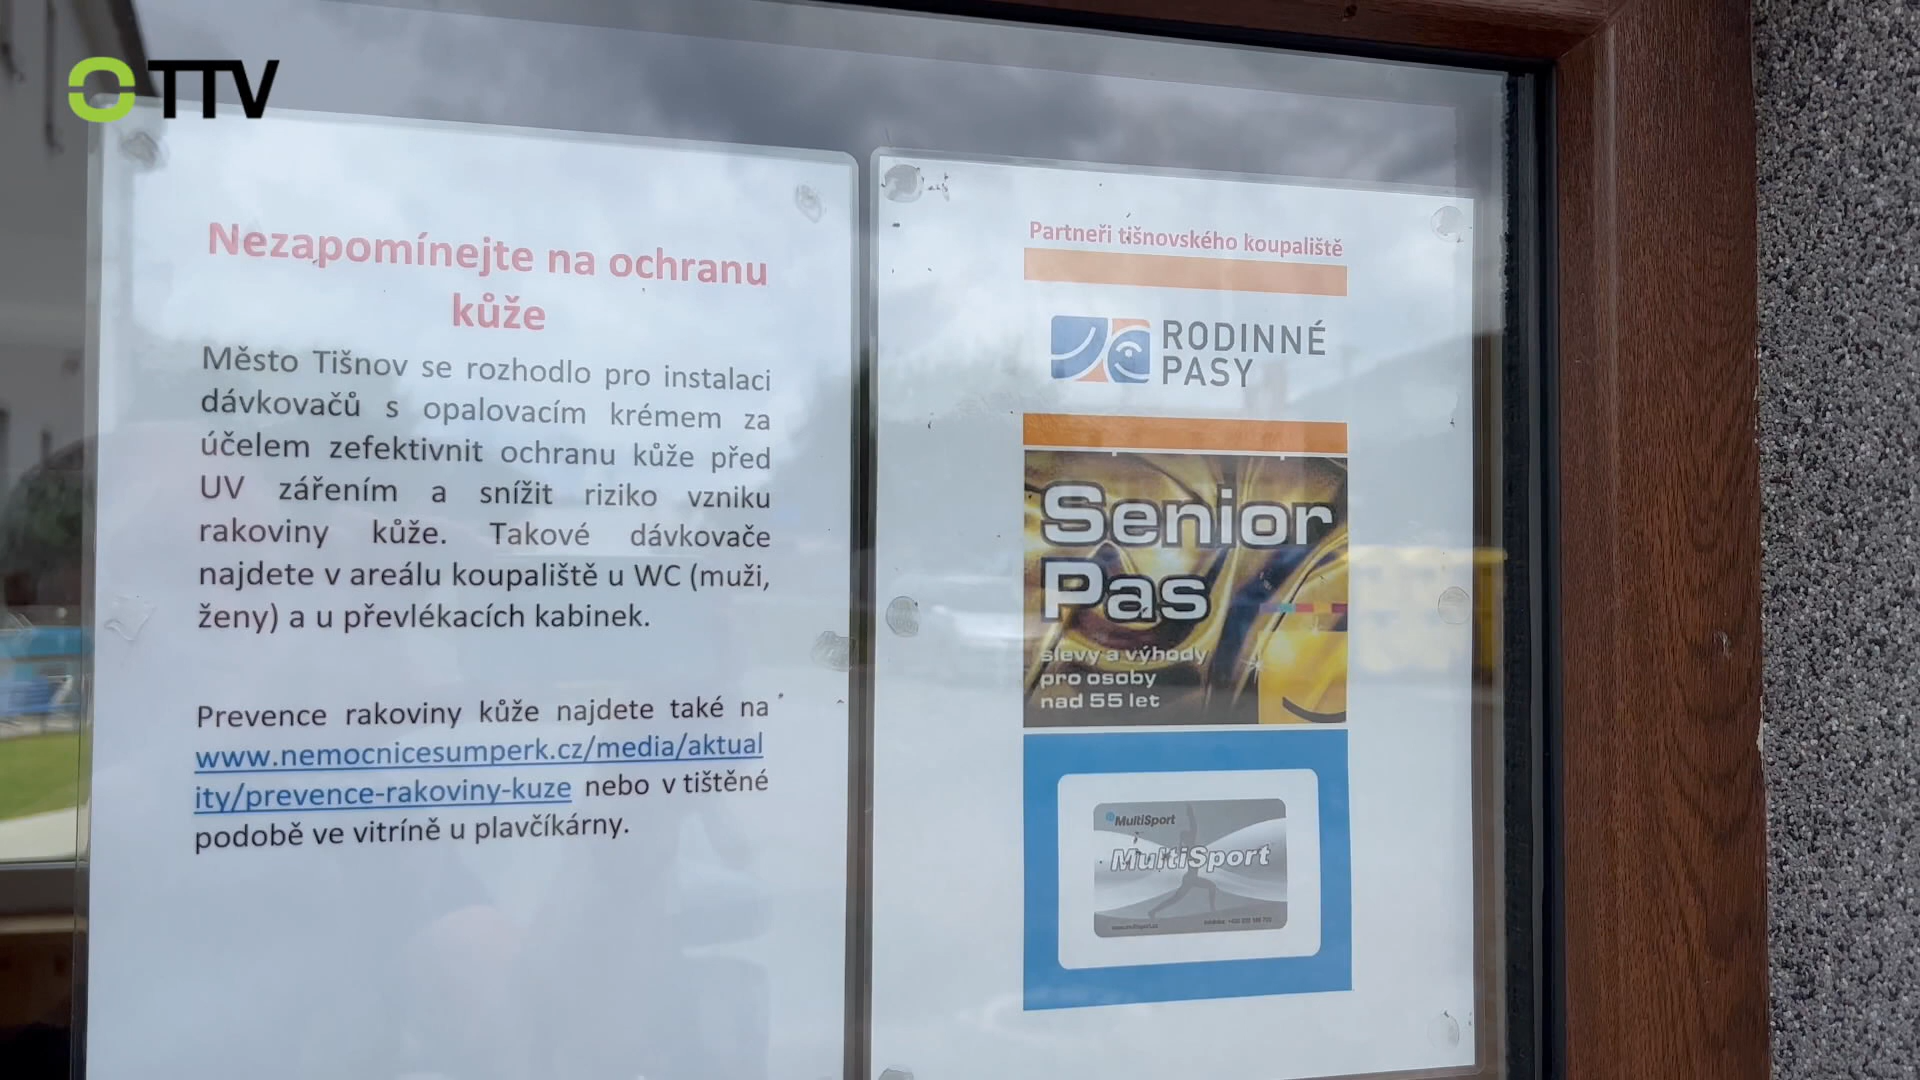 TTV
Nezapomínejte na ochranu
kůže
Město Tišnov se rozhodlo pro instalaci
dávkovačů s opalovacím krémem za
účelem zefektivnit ochranu kůže před
UV zářením a snížit riziko vzniku
rakoviny kůže. Takové dávkovače
najdete v areálu koupaliště u WC (muži,
ženy) a u převlékacích kabinek.
Prevence rakoviny kůže najdete také na
www.nemocnicesumperk.cz/media/aktual
ity/prevence-rakoviny-kuze nebo v tištěné
podobě ve vitríně u plavčíkárny.
Partneři tišnovského koupaliště
RODINNÉ
PASY
Senior
Pas
slevy a výhody
pro osoby
nad 55 let
MultiSport
MultiSport